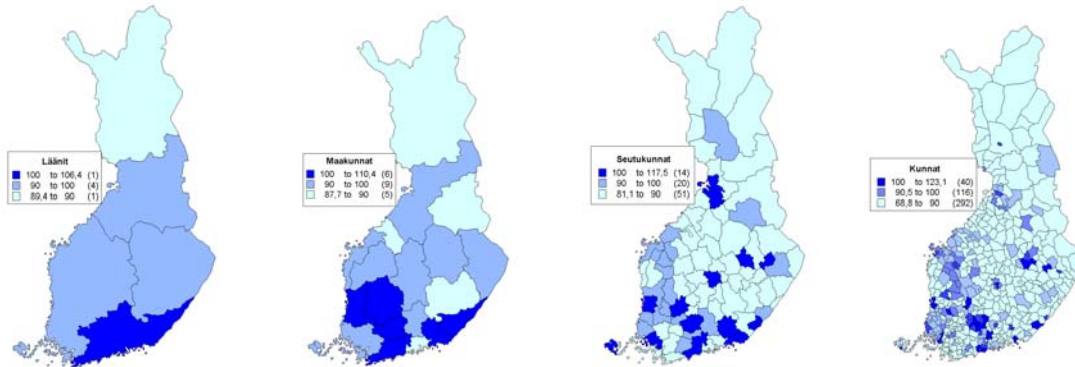 Läänit
100 to 106,4 (1)
90 to 100 (4)
89,4 to 90 (1)
Maakunnat
100 to 110,4 (6)
90 to 100 (9)
87,7 to 90 (5)
Seutukunnat
100 to 117,5 (14)
90 to 100 (20)
81,1 to 90 (51)
Kunnat
100 to 123,1 (40)
90,5 to 100 (116)
68,8 to 90 (292)